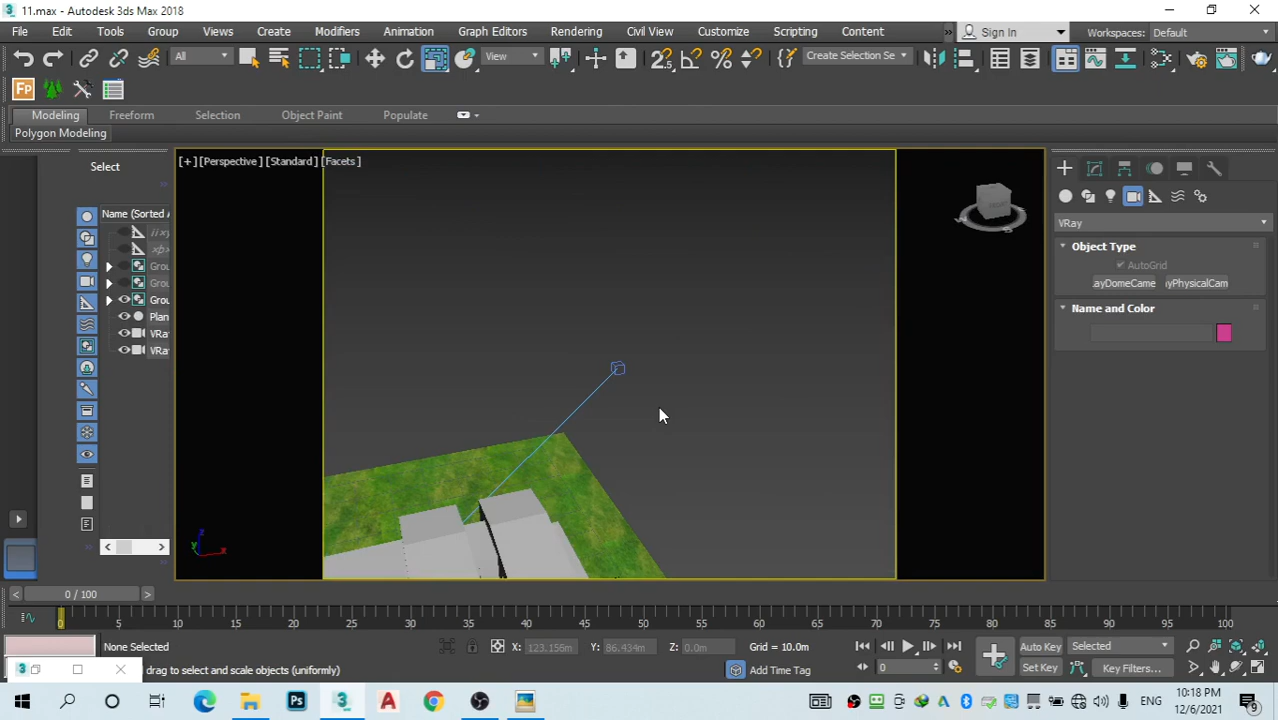 11.max - Autodesk 3ds Max 2018
File Edit Tools Group Views Create Modifiers Animation Graph Editors Rendering Civil View Customize Scripting Content » Sign In Workspaces: Default
All View Create Selection Se
Fp
Modeling Freeform Selection Object Paint Populate
Polygon Modeling
[+] [Perspective] [Standard] [Facets]
Select
Name (Sorted A
Grou
Grou
Grou
Plan
VRa
VRa
VRay
Object Type
AutoGrid
ayDomeCame yPhysicalCam
Name and Color
0 / 100
0 5 10 15 20 25 30 35 40 45 50 55 60 65 70 75 80 85 90 95 100
None Selected X: 123.156m Y: 86.434m Z: 0.0m Grid = 10.0m Auto Key Selected
drag to select and scale objects (uniformly) Add Time Tag 0 Set Key Key Filters...
ENG 10:18 PM
12/6/2021